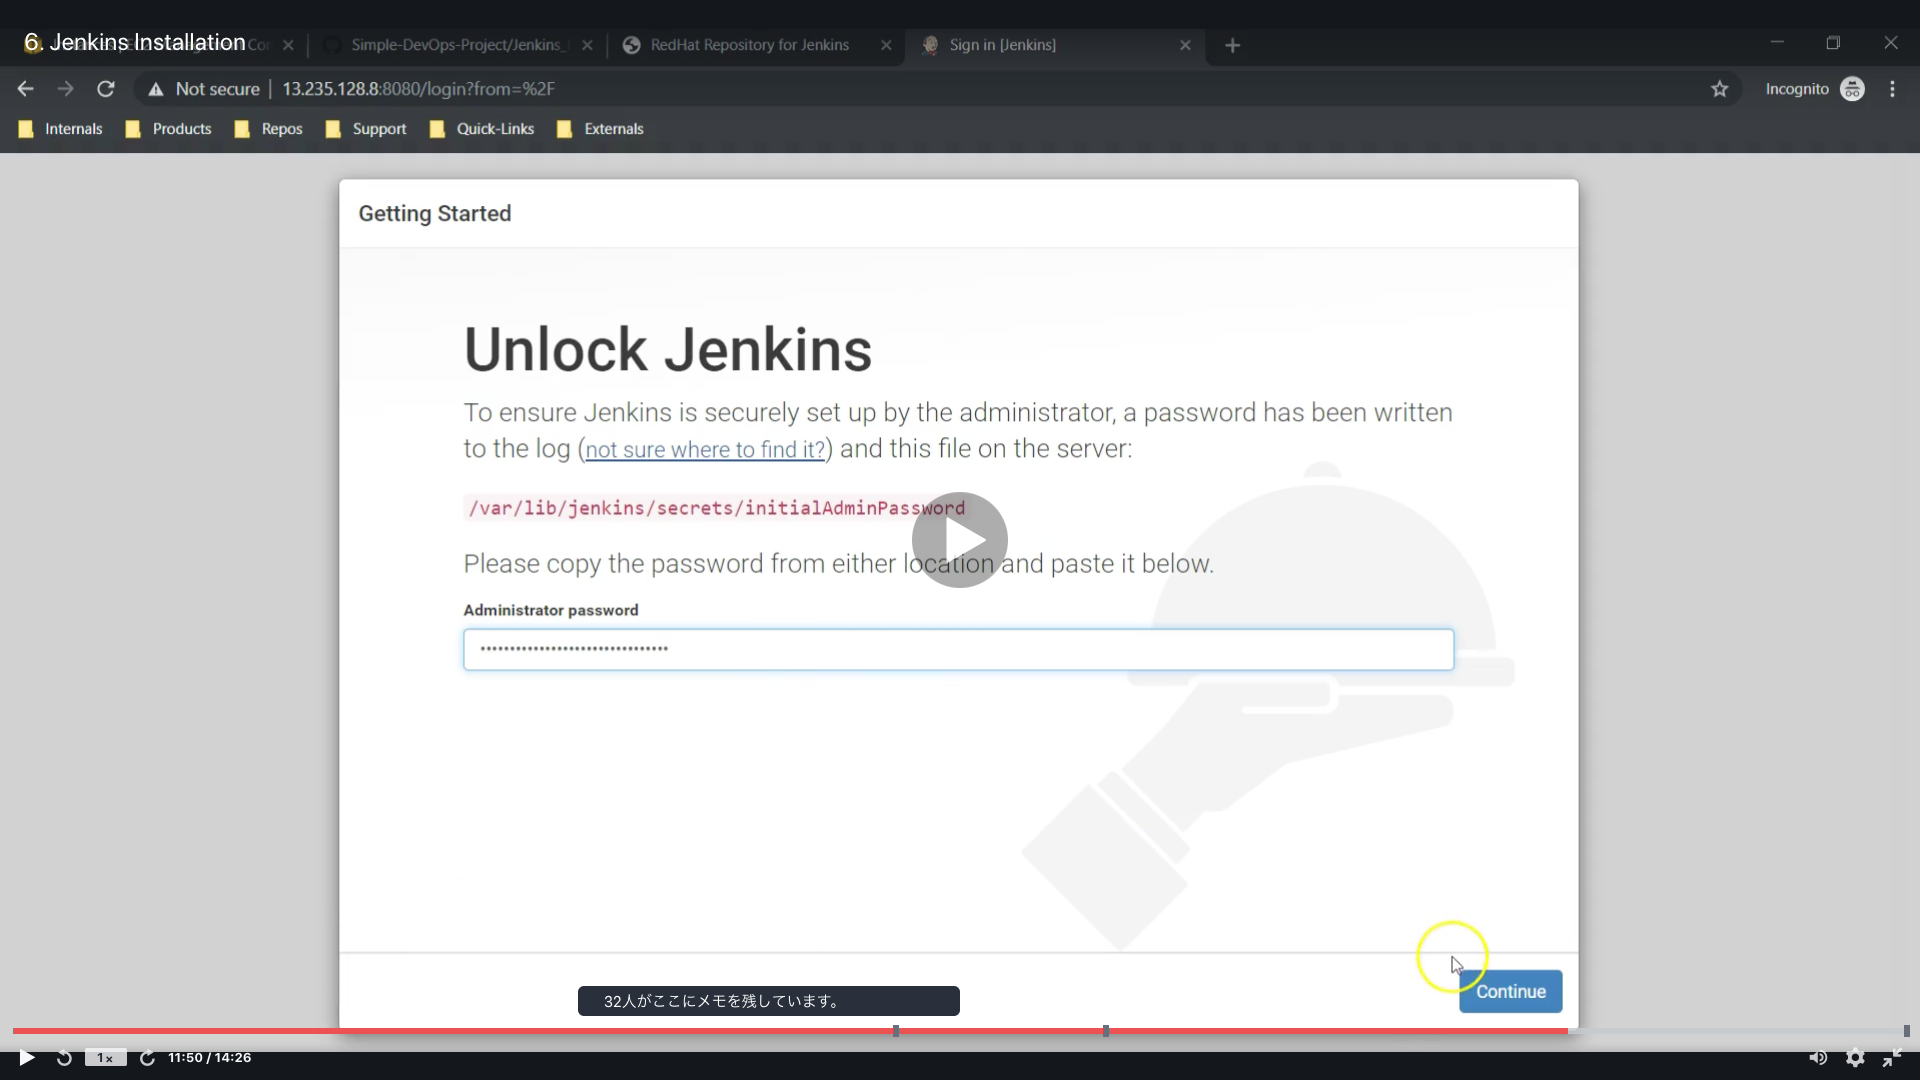 6. Jenkins Installation
Simple-DevOps-Project/Jenkins_
RedHat Repository for Jenkins
Sign in [Jenkins]
Not secure
13.235.128.8:8080/login?from=%2F
Incognito
Internals
Products
Repos
Support
Quick-Links
Externals
Getting Started
Unlock Jenkins
To ensure Jenkins is securely set up by the administrator, a password has been written
to the log (not sure where to find it?) and this file on the server:
/var/lib/jenkins/secrets/initialAdminPassword
Please copy the password from either location and paste it below.
Administrator password
32人がここにメモを残しています。
Continue
1x
11:50 / 14:26